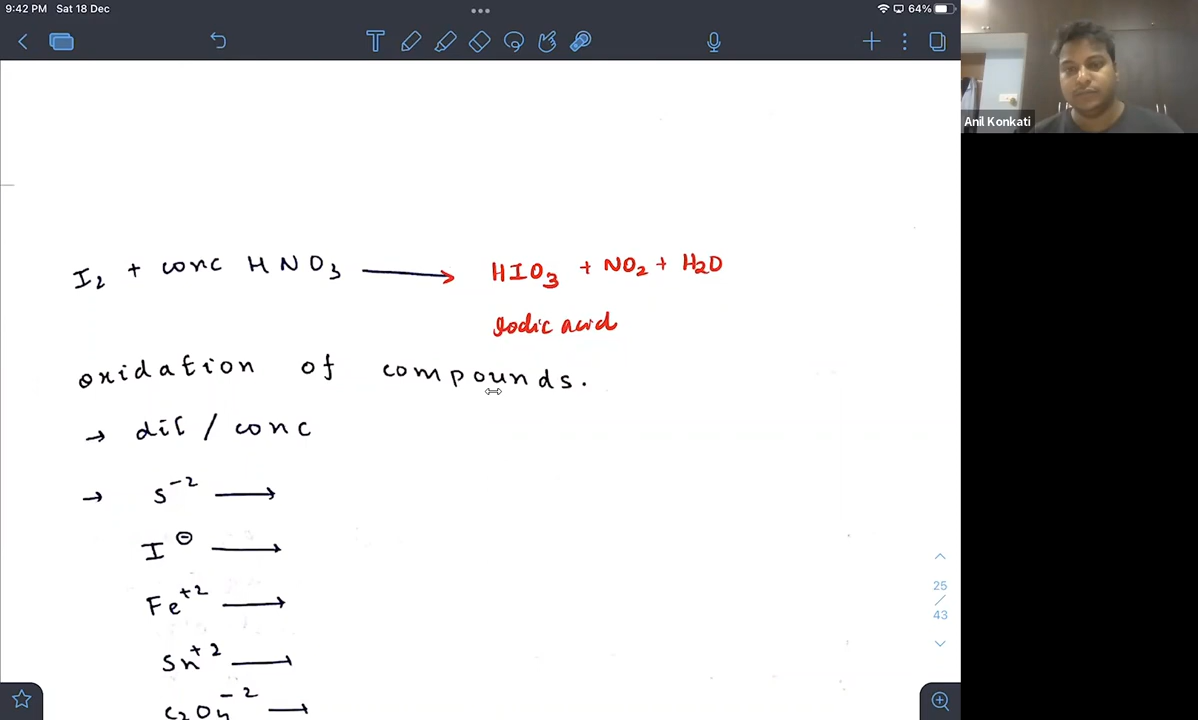 9:42 PM Sat 18 Dec
64%
Anil Konkati
I₂ + conc HNO₃ ⟶ HIO₃ + NO₂ + H₂O
Iodic acid
oxidation of compounds.
→ dil / conc
→ S⁻² ⟶
I⊖ ⟶
Fe⁺² ⟶
Sn⁺² ⟶
C₂O₄⁻² ⟶
25
/
43